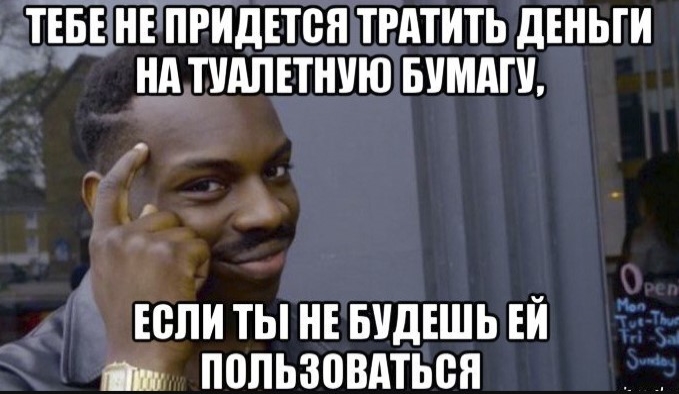 ТЕБЕ НЕ ПРИДЕТСЯ ТРАТИТЬ ДЕНЬГИ
НА ТУАЛЕТНУЮ БУМАГУ,
Open
Mon
Tue-Thur
Fri-Sat
Sunday
ЕСЛИ ТЫ НЕ БУДЕШЬ ЕЙ
ПОЛЬЗОВАТЬСЯ